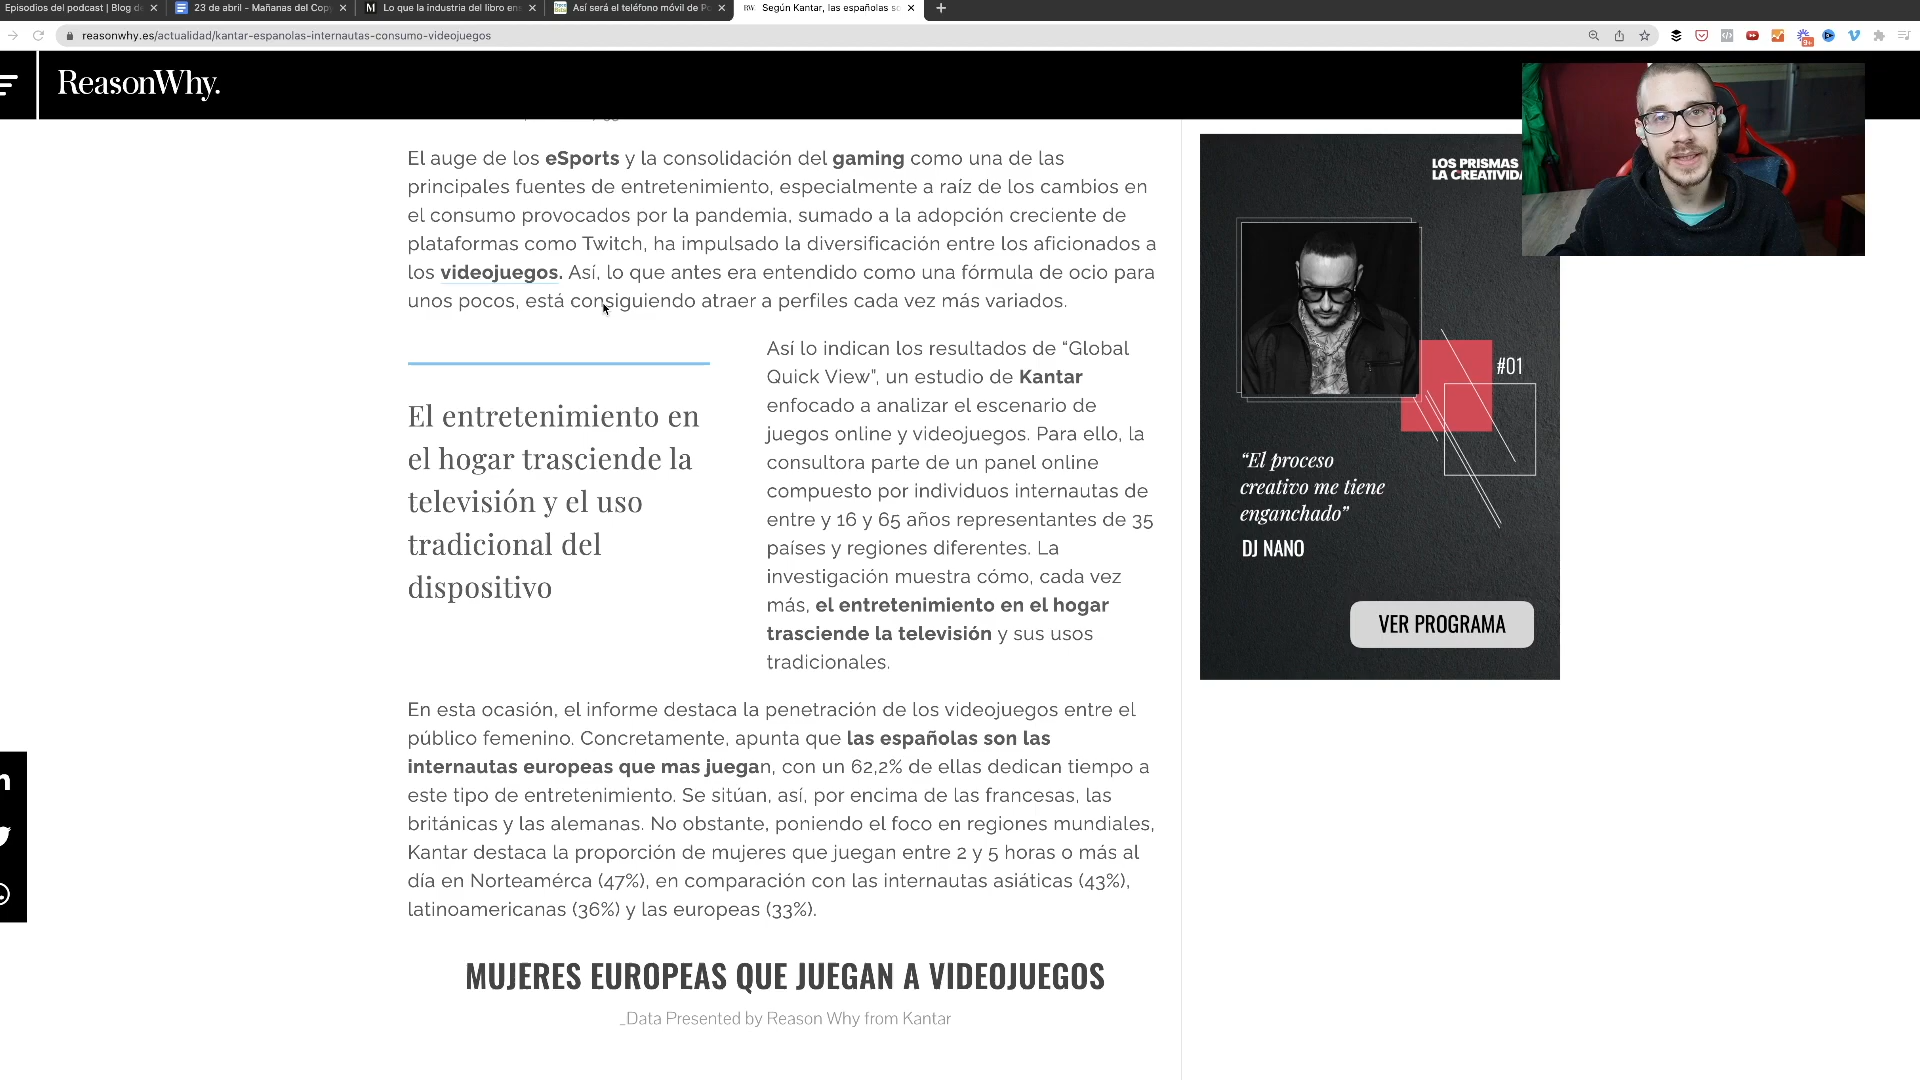 Episodios del podcast | Blog de
23 de abril - Mañanas del Cop
Lo que la industria del libro en
Así será el teléfono móvil de P
RW
Según Kantar, las españolas s
reasonwhy.es/actualidad/kantar-espanolas-internautas-consumo-videojuegos
9+
ReasonWhy.
El auge de los eSports y la consolidación del gaming como una de las
principales fuentes de entretenimiento, especialmente a raíz de los cambios en
el consumo provocados por la pandemia, sumado a la adopción creciente de
plataformas como Twitch, ha impulsado la diversificación entre los aficionados a
los videojuegos. Así, lo que antes era entendido como una fórmula de ocio para
unos pocos, está consiguiendo atraer a perfiles cada vez más variados.
El entretenimiento en
el hogar trasciende la
televisión y el uso
tradicional del
dispositivo
Así lo indican los resultados de “Global
Quick View”, un estudio de Kantar
enfocado a analizar el escenario de
juegos online y videojuegos. Para ello, la
consultora parte de un panel online
compuesto por individuos internautas de
entre y 16 y 65 años representantes de 35
países y regiones diferentes. La
investigación muestra cómo, cada vez
más, el entretenimiento en el hogar
trasciende la televisión y sus usos
tradicionales.
En esta ocasión, el informe destaca la penetración de los videojuegos entre el
público femenino. Concretamente, apunta que las españolas son las
internautas europeas que mas juegan, con un 62,2% de ellas dedican tiempo a
este tipo de entretenimiento. Se sitúan, así, por encima de las francesas, las
británicas y las alemanas. No obstante, poniendo el foco en regiones mundiales,
Kantar destaca la proporción de mujeres que juegan entre 2 y 5 horas o más al
día en Norteamérca (47%), en comparación con las internautas asiáticas (43%),
latinoamericanas (36%) y las europeas (33%).
MUJERES EUROPEAS QUE JUEGAN A VIDEOJUEGOS
_Data Presented by Reason Why from Kantar
LOS PRISMAS
LA CREATIVIDA
#01
“El proceso
creativo me tiene
enganchado”
DJ NANO
VER PROGRAMA